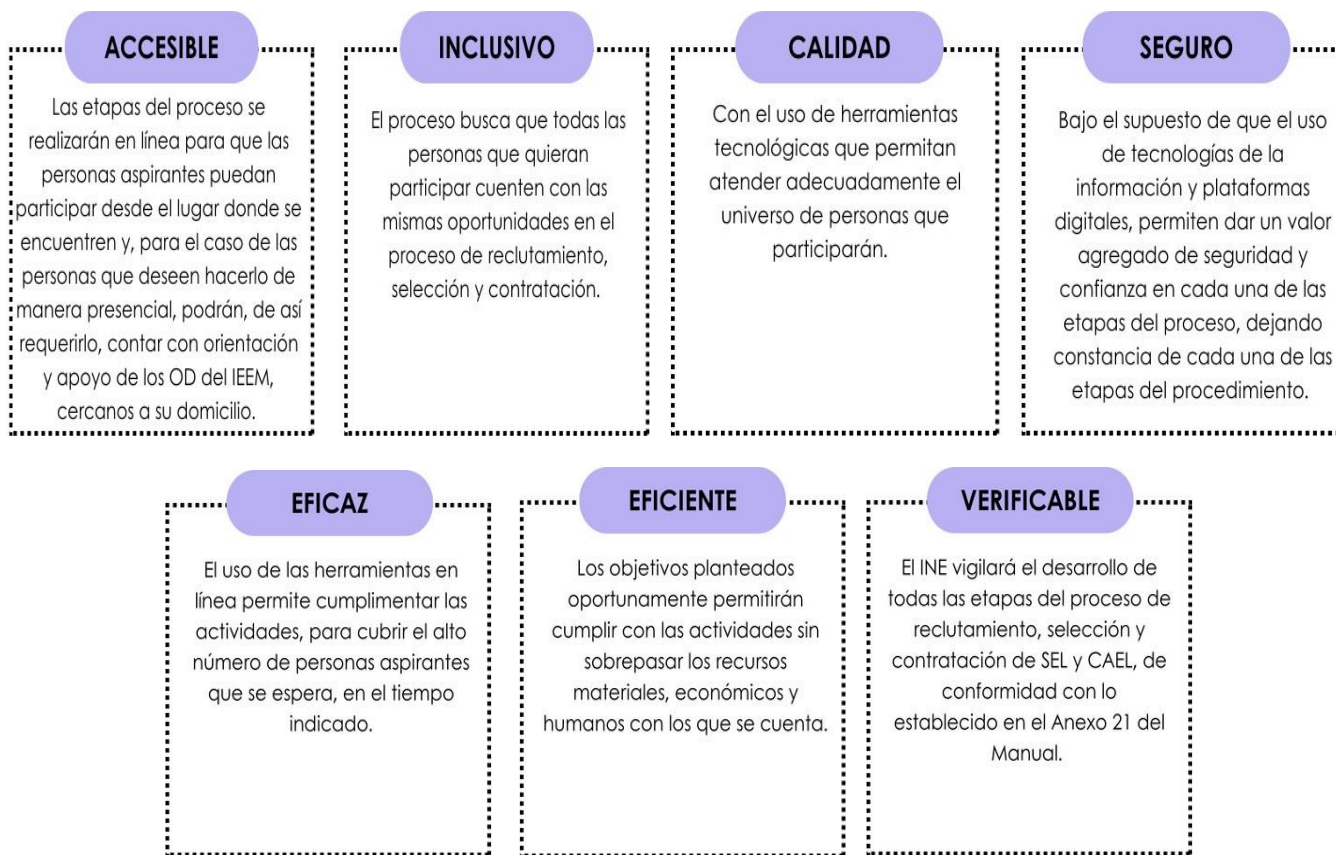 ACCESIBLE
Las etapas del proceso se
realizarán en línea para que las
personas aspirantes puedan
participar desde el lugar donde se
encuentren y, para el caso de las
personas que deseen hacerlo de
manera presencial, podrán, de así
requerirlo, contar con orientación
y apoyo de los OD del IEEM,
cercanos a su domicilio.
INCLUSIVO
El proceso busca que todas las
personas que quieran
participar cuenten con las
mismas oportunidades en el
proceso de reclutamiento,
selección y contratación.
CALIDAD
Con el uso de herramientas
tecnológicas que permitan
atender adecuadamente el
universo de personas que
participarán.
SEGURO
Bajo el supuesto de que el uso
de tecnologías de la
información y plataformas
digitales, permiten dar un valor
agregado de seguridad y
confianza en cada una de las
etapas del proceso, dejando
constancia de cada una de las
etapas del procedimiento.
EFICAZ
El uso de las herramientas en
línea permite cumplimentar las
actividades, para cubrir el alto
número de personas aspirantes
que se espera, en el tiempo
indicado.
EFICIENTE
Los objetivos planteados
oportunamente permitirán
cumplir con las actividades sin
sobrepasar los recursos
materiales, económicos y
humanos con los que se cuenta.
VERIFICABLE
El INE vigilará el desarrollo de
todas las etapas del proceso de
reclutamiento, selección y
contratación de SEL y CAEL, de
conformidad con lo
establecido en el Anexo 21 del
Manual.